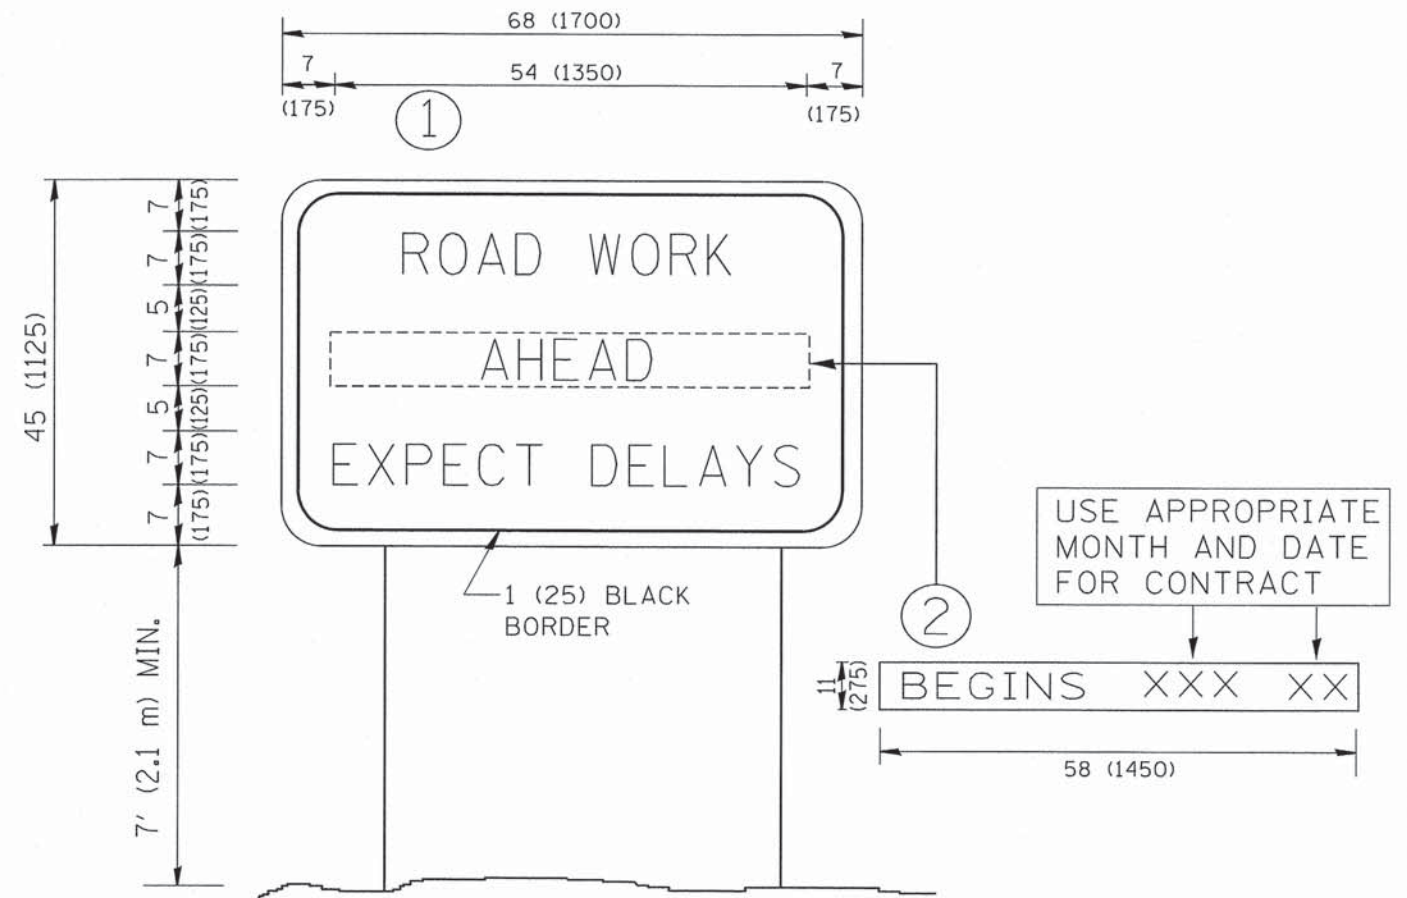 68 (1700)
7
54 (1350)
7
(175)
(175)
1
45 (1125)
7 (175)
7 (175)
5 (125)
7 (175)
5 (125)
7 (175)
7 (175)
ROAD WORK
AHEAD
EXPECT DELAYS
1 (25) BLACK
BORDER
7' (2.1 m) MIN.
USE APPROPRIATE
MONTH AND DATE
FOR CONTRACT
2
11
(275)
BEGINS XXX XX
58 (1450)